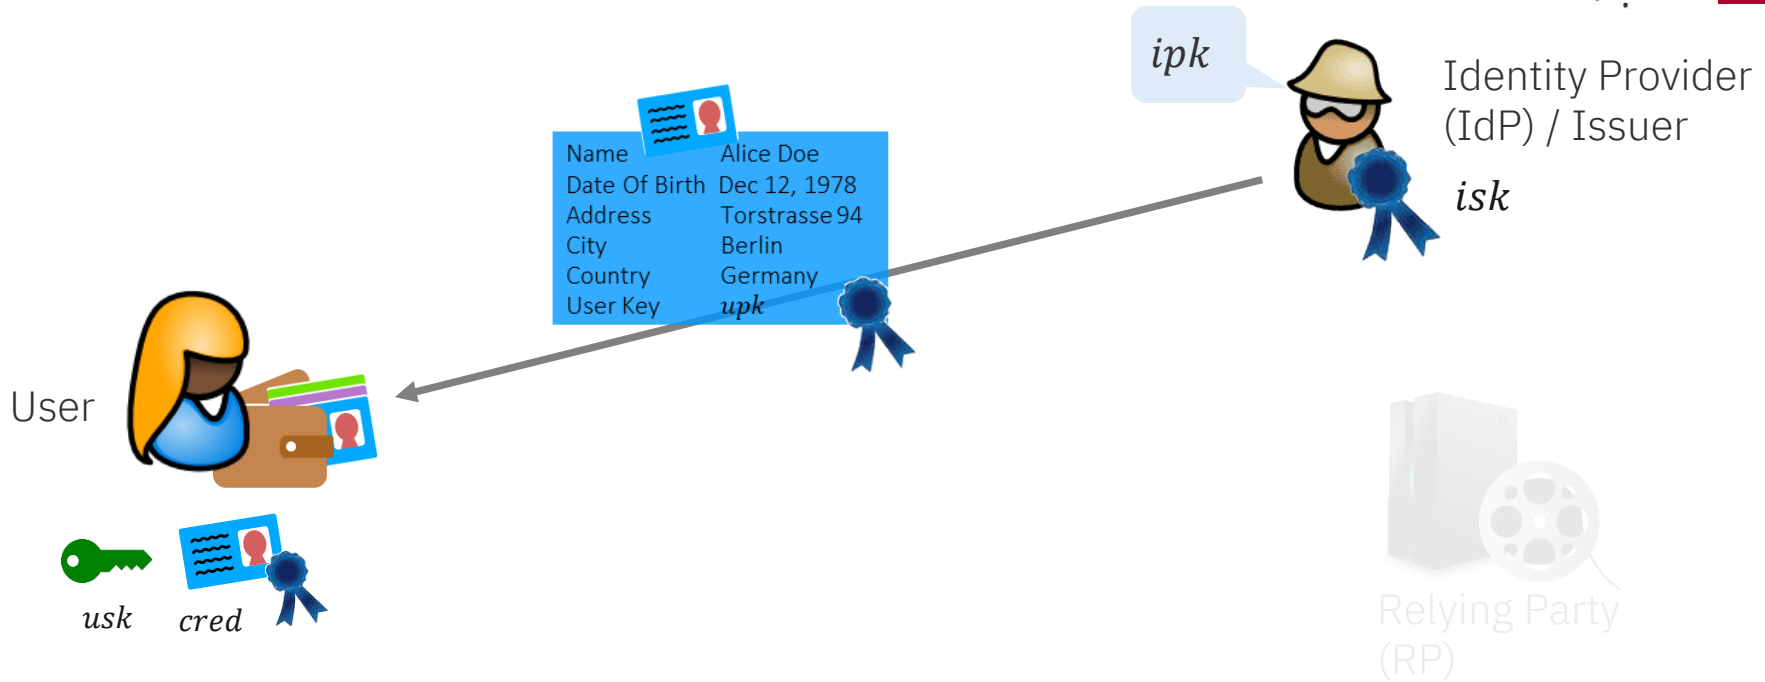 ipk
Identity Provider
(IdP) / Issuer
isk
Name Alice Doe
Date Of Birth Dec 12, 1978
Address Torstrasse 94
City Berlin
Country Germany
User Key upk
User
usk cred
Relying Party
(RP)